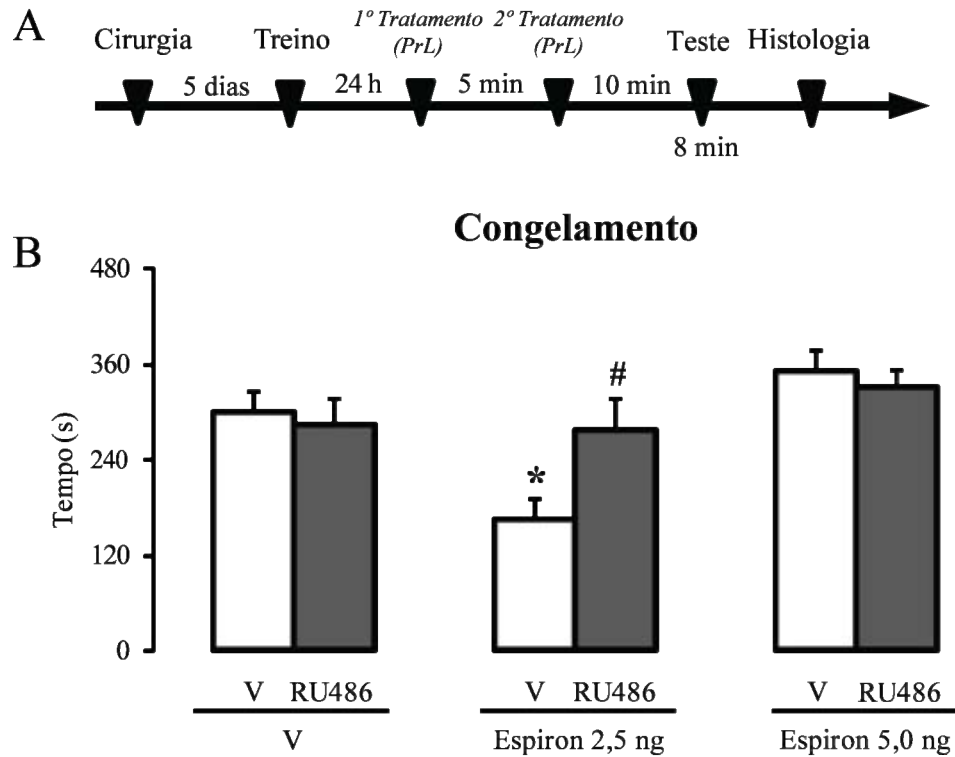 A
Cirurgia
Treino
1º Tratamento
(PrL)
2º Tratamento
(PrL)
Teste
Histologia
5 dias
24 h
5 min
10 min
8 min
Congelamento
B
Tempo (s)
480
360
240
120
0
*
#
V RU486
V RU486
V RU486
V
Espiron 2,5 ng
Espiron 5,0 ng